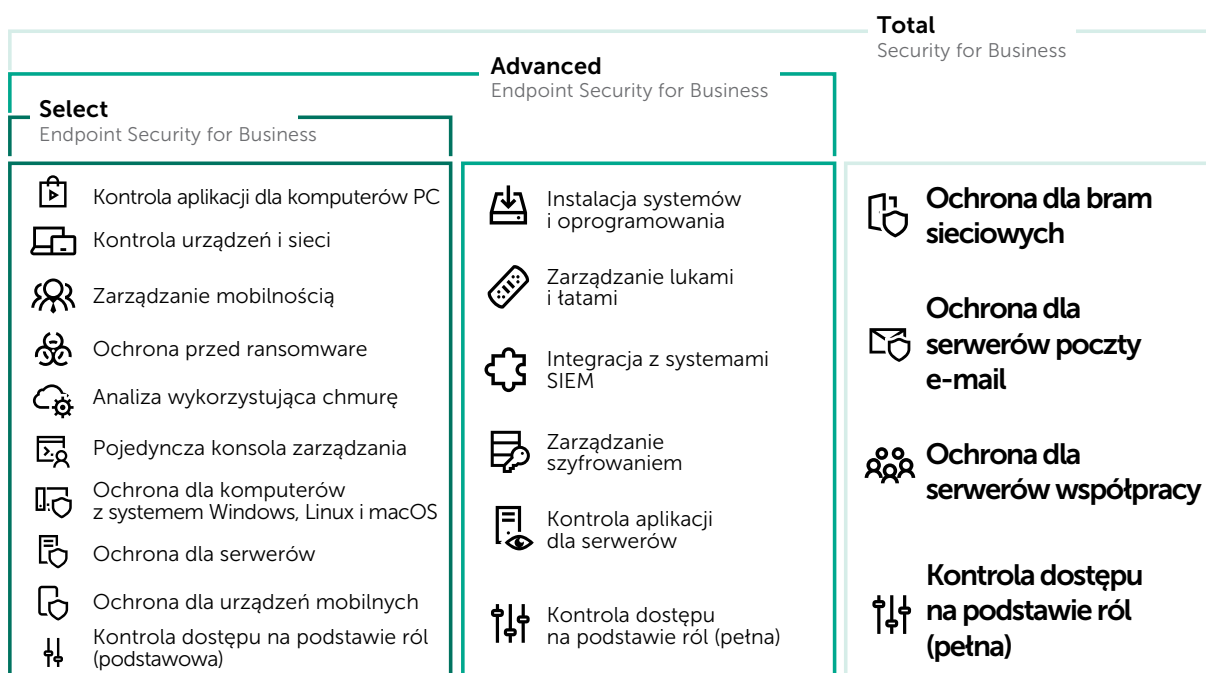 Total
Security for Business
Advanced
Endpoint Security for Business
Select
Endpoint Security for Business
Kontrola aplikacji dla komputerów PC
Kontrola urządzeń i sieci
Zarządzanie mobilnością
Ochrona przed ransomware
Analiza wykorzystująca chmurę
Pojedyncza konsola zarządzania
Ochrona dla komputerów
z systemem Windows, Linux i macOS
Ochrona dla serwerów
Ochrona dla urządzeń mobilnych
Kontrola dostępu na podstawie ról
(podstawowa)
Instalacja systemów
i oprogramowania
Zarządzanie lukami
i łatami
Integracja z systemami
SIEM
Zarządzanie
szyfrowaniem
Kontrola aplikacji
dla serwerów
Kontrola dostępu
na podstawie ról (pełna)
Ochrona dla bram
sieciowych
Ochrona dla
serwerów poczty
e-mail
Ochrona dla
serwerów współpracy
Kontrola dostępu
na podstawie ról
(pełna)